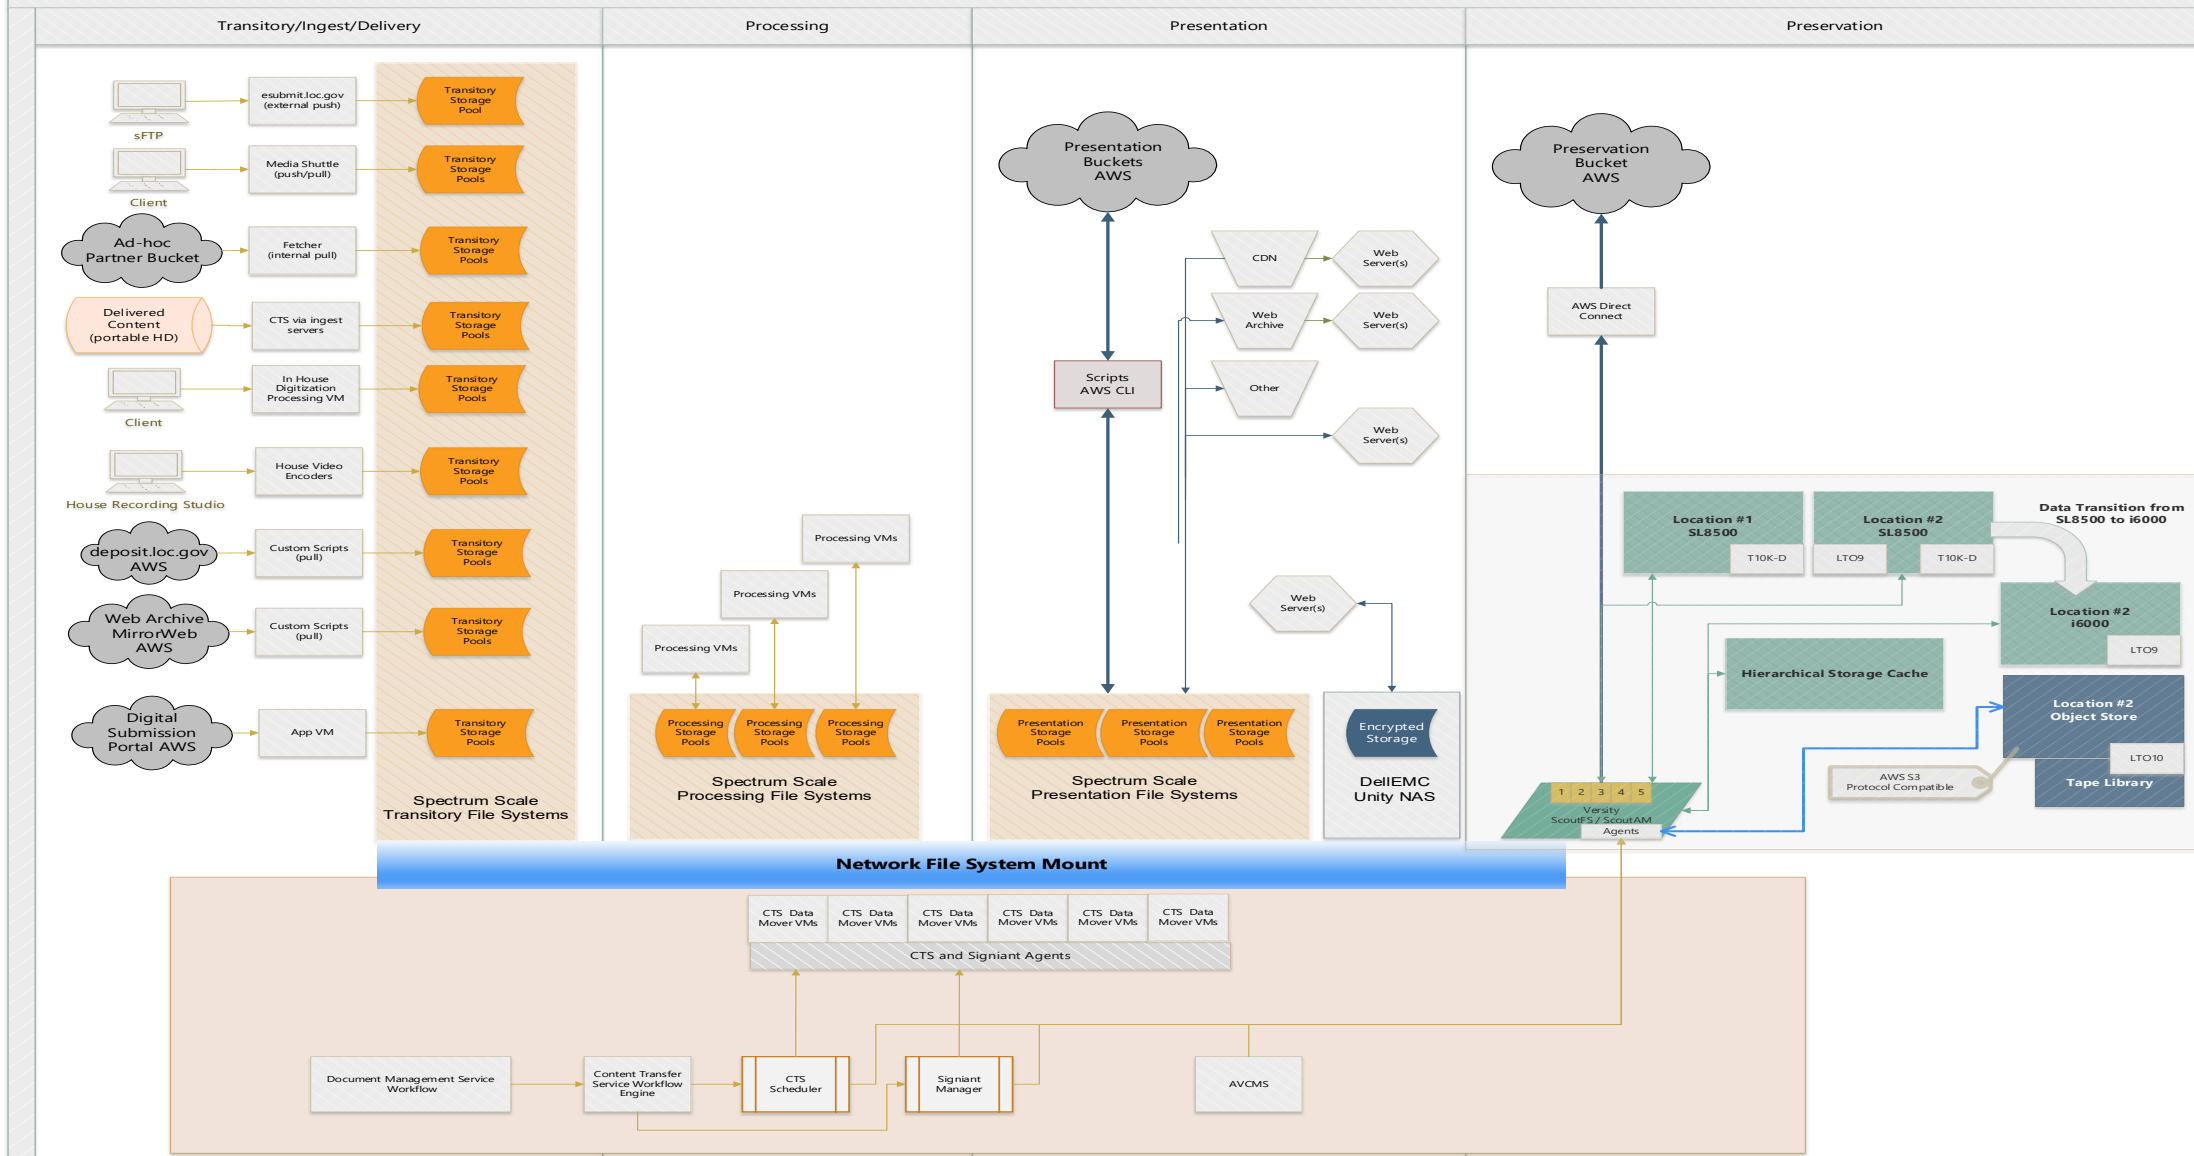 Transitory/Ingest/Delivery
Processing
Presentation
Preservation
sFTP
esubmit.loc.gov
(external push)
Transitory
Storage
Pool
Client
Media Shuttle
(push/pull)
Transitory
Storage
Pools
Ad-hoc
Partner Bucket
Fetcher
(internal pull)
Transitory
Storage
Pools
Delivered
Content
(portable HD)
CTS via ingest
servers
Transitory
Storage
Pools
Client
In House
Digitization
Processing VM
Transitory
Storage
Pools
House Recording Studio
House Video
Encoders
Transitory
Storage
Pools
deposit.loc.gov
AWS
Custom Scripts
(pull)
Transitory
Storage
Pools
Web Archive
MirrorWeb
AWS
Custom Scripts
(pull)
Transitory
Storage
Pools
Digital
Submission
Portal AWS
App VM
Transitory
Storage
Pools
Spectrum Scale
Transitory File Systems
Processing VMs
Processing VMs
Processing VMs
Processing
Storage
Pools
Processing
Storage
Pools
Processing
Storage
Pools
Spectrum Scale
Processing File Systems
Presentation
Buckets
AWS
Scripts
AWS CLI
CDN
Web
Server(s)
Web
Archive
Web
Server(s)
Other
Web
Server(s)
Web
Server(s)
Presentation
Storage
Pools
Presentation
Storage
Pools
Presentation
Storage
Pools
Spectrum Scale
Presentation File Systems
Encrypted
Storage
DellEMC
Unity NAS
Preservation
Bucket
AWS
AWS Direct
Connect
Location #1
SL8500
T10K-D
Location #2
SL8500
LTO9
T10K-D
Data Transition from
SL8500 to i6000
Location #2
i6000
LTO9
Hierarchical Storage Cache
Location #2
Object Store
LTO10
Tape Library
AWS S3
Protocol Compatible
1 2 3 4 5
Versity
ScoutFS / ScoutAM
Agents
Network File System Mount
CTS Data
Mover VMs
CTS Data
Mover VMs
CTS Data
Mover VMs
CTS Data
Mover VMs
CTS Data
Mover VMs
CTS Data
Mover VMs
CTS and Signiant Agents
Document Management Service
Workflow
Content Transfer
Service Workflow
Engine
CTS
Scheduler
Signiant
Manager
AVCMS